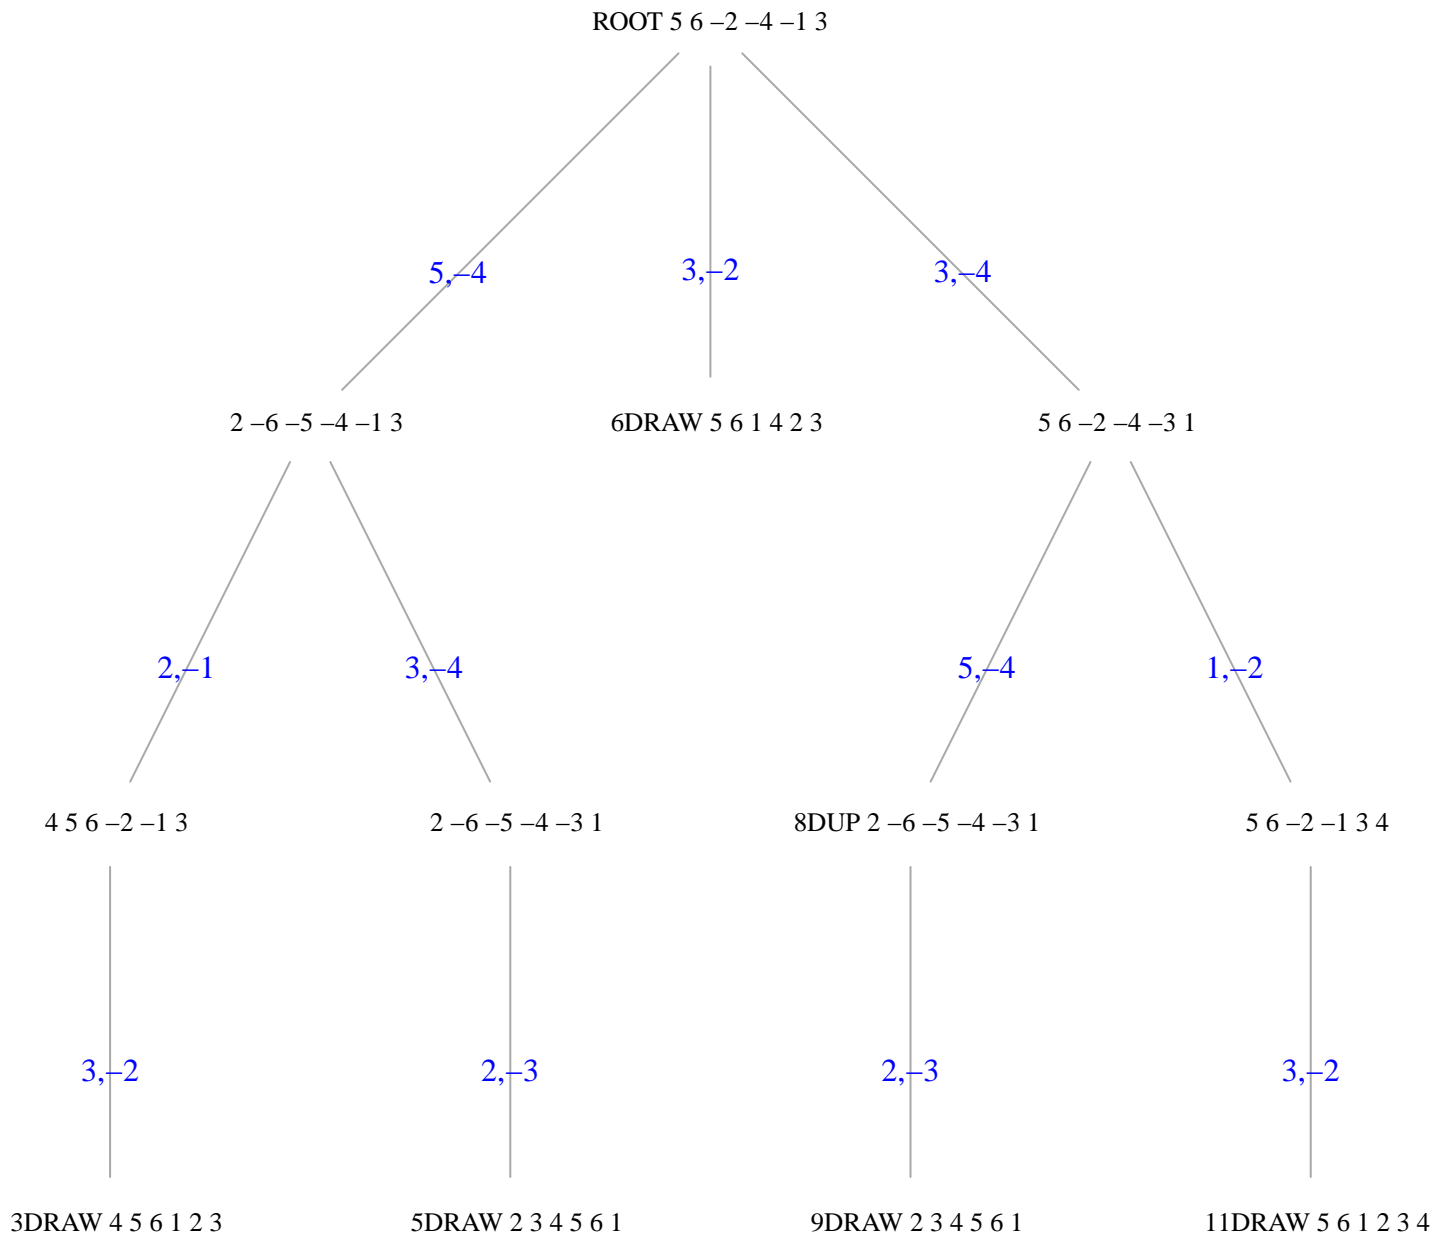 ROOT 5 6 –2 –4 –1 3
5,–4
3,–2
3,–4
2 –6 –5 –4 –1 3
6DRAW 5 6 1 4 2 3
5 6 –2 –4 –3 1
2,–1
3,–4
5,–4
1,–2
4 5 6 –2 –1 3
2 –6 –5 –4 –3 1
8DUP 2 –6 –5 –4 –3 1
5 6 –2 –1 3 4
3,–2
2,–3
2,–3
3,–2
3DRAW 4 5 6 1 2 3
5DRAW 2 3 4 5 6 1
9DRAW 2 3 4 5 6 1
11DRAW 5 6 1 2 3 4